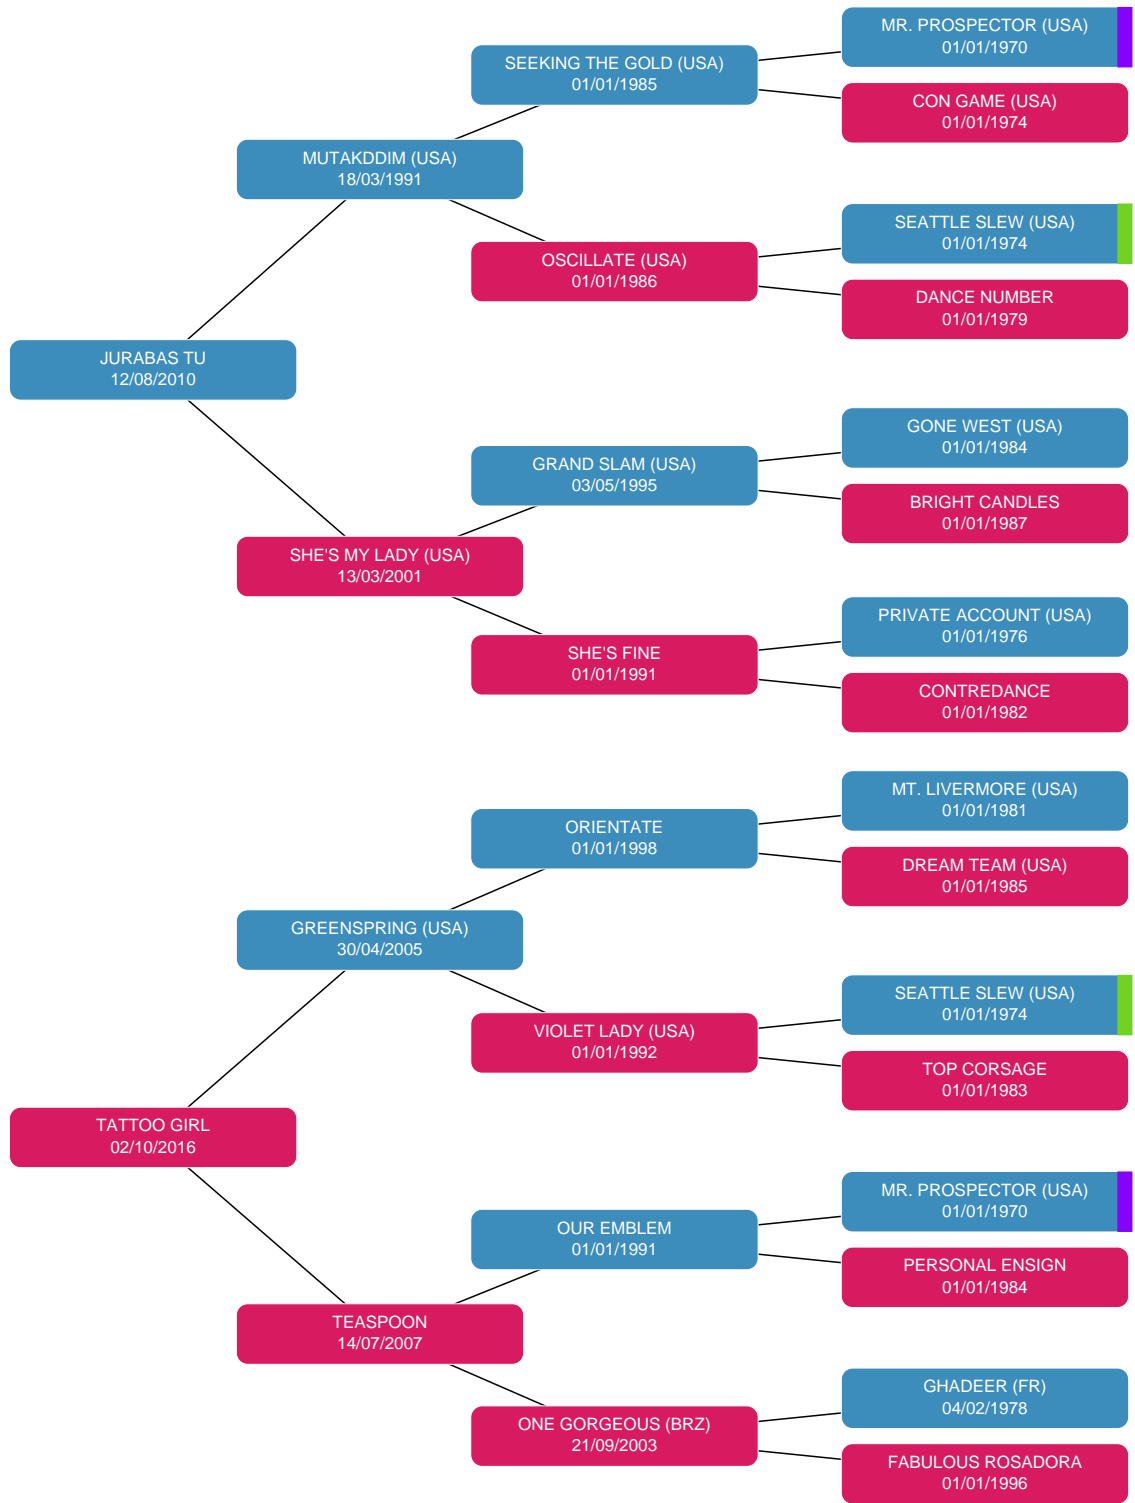 MR. PROSPECTOR (USA)
01/01/1970
SEEKING THE GOLD (USA)
01/01/1985
CON GAME (USA)
01/01/1974
MUTAKDDIM (USA)
18/03/1991
SEATTLE SLEW (USA)
01/01/1974
OSCILLATE (USA)
01/01/1986
DANCE NUMBER
01/01/1979
JURABAS TU
12/08/2010
GONE WEST (USA)
01/01/1984
GRAND SLAM (USA)
03/05/1995
BRIGHT CANDLES
01/01/1987
SHE'S MY LADY (USA)
13/03/2001
PRIVATE ACCOUNT (USA)
01/01/1976
SHE'S FINE
01/01/1991
CONTREDANCE
01/01/1982
MT. LIVERMORE (USA)
01/01/1981
ORIENTATE
01/01/1998
DREAM TEAM (USA)
01/01/1985
GREENSPRING (USA)
30/04/2005
SEATTLE SLEW (USA)
01/01/1974
VIOLET LADY (USA)
01/01/1992
TOP CORSAGE
01/01/1983
TATTOO GIRL
02/10/2016
MR. PROSPECTOR (USA)
01/01/1970
OUR EMBLEM
01/01/1991
PERSONAL ENSIGN
01/01/1984
TEASPOON
14/07/2007
GHADEER (FR)
04/02/1978
ONE GORGEOUS (BRZ)
21/09/2003
FABULOUS ROSADORA
01/01/1996